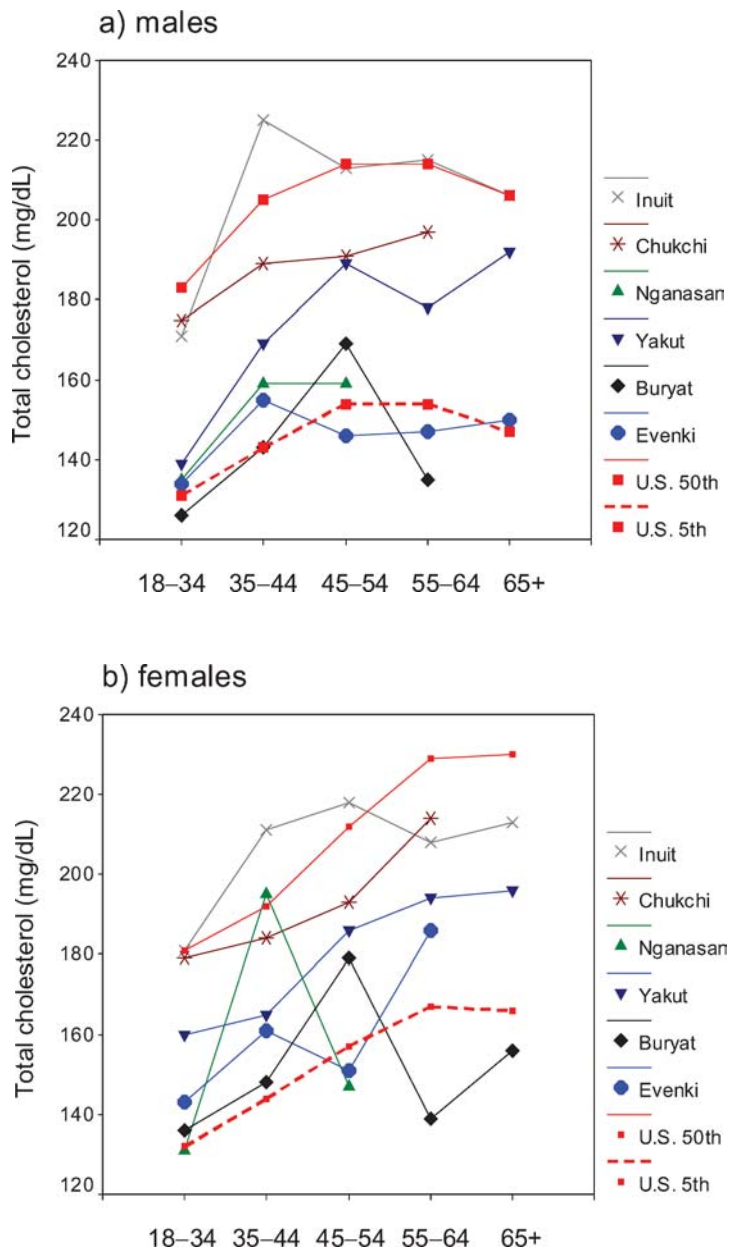 a) males
240
220
200
180
160
140
120
Total cholesterol (mg/dL)
18–34 35–44 45–54 55–64 65+
Inuit
Chukchi
Nganasan
Yakut
Buryat
Evenki
U.S. 50th
U.S. 5th
b) females
240
220
200
180
160
140
120
Total cholesterol (mg/dL)
18–34 35–44 45–54 55–64 65+
Inuit
Chukchi
Nganasan
Yakut
Buryat
Evenki
U.S. 50th
U.S. 5th